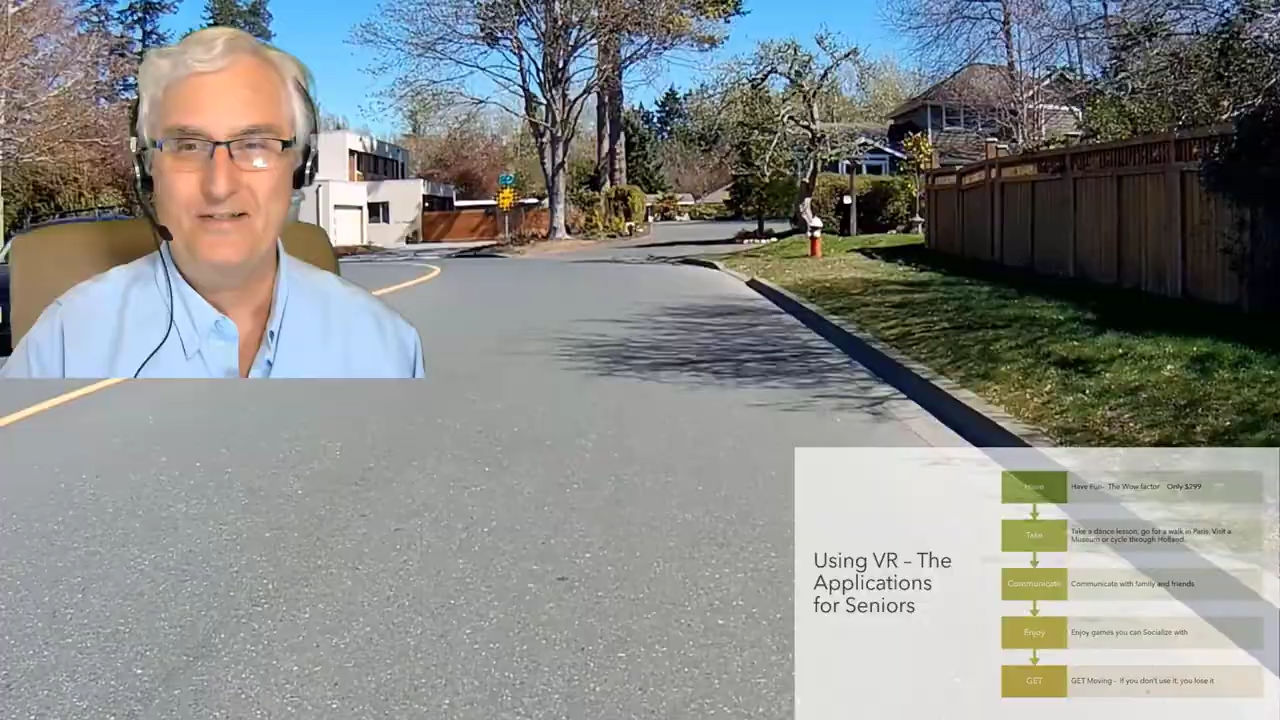 Using VR – The
Applications
for Seniors
Have
Have Fun- The Wow factor Only $299
Take
Take a dance lesson, go for a walk in Paris, Visit a
Museum or cycle through Holland.
Communicate
Communicate with family and friends
Enjoy
Enjoy games you can Socialize with
GET
GET Moving - If you don't use it, you lose it